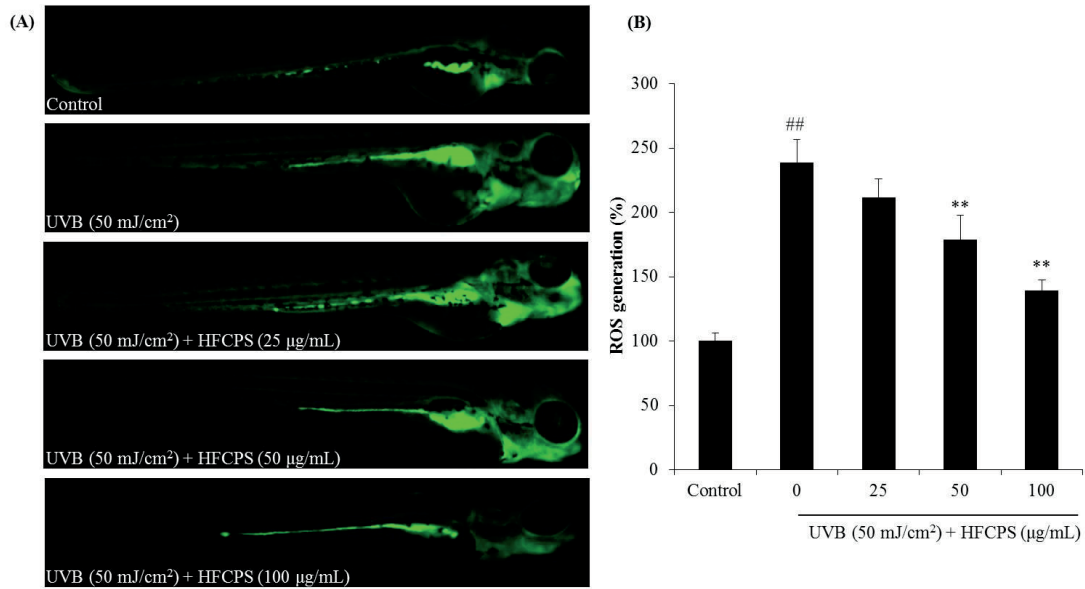 (A)
Control
UVB (50 mJ/cm²)
UVB (50 mJ/cm²) + HFCPS (25 μg/mL)
UVB (50 mJ/cm²) + HFCPS (50 μg/mL)
UVB (50 mJ/cm²) + HFCPS (100 μg/mL)
(B)
ROS generation (%)
300
250
200
150
100
50
0
##
**
**
Control 0 25 50 100
UVB (50 mJ/cm²) + HFCPS (μg/mL)